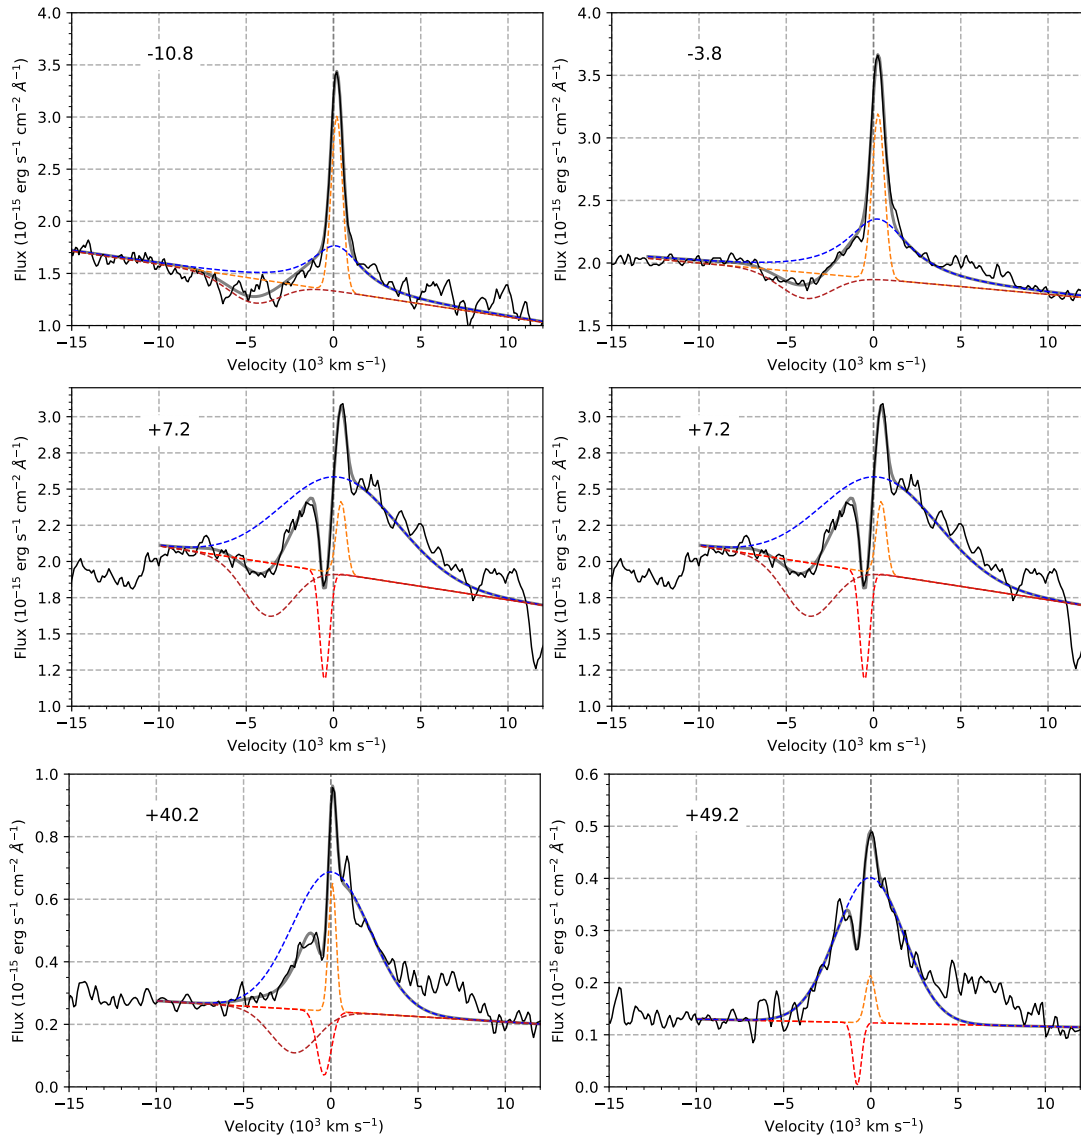 -10.8
4.0
3.5
3.0
2.5
2.0
1.5
1.0
Flux (10⁻¹⁵ erg s⁻¹ cm⁻² Å⁻¹)
−15 −10 −5 0 5 10
Velocity (10³ km s⁻¹)
-3.8
4.0
3.5
3.0
2.5
2.0
1.5
Flux (10⁻¹⁵ erg s⁻¹ cm⁻² Å⁻¹)
−15 −10 −5 0 5 10
Velocity (10³ km s⁻¹)
+7.2
3.0
2.8
2.5
2.2
2.0
1.8
1.5
1.2
1.0
Flux (10⁻¹⁵ erg s⁻¹ cm⁻² Å⁻¹)
−15 −10 −5 0 5 10
Velocity (10³ km s⁻¹)
+7.2
3.0
2.8
2.5
2.2
2.0
1.8
1.5
1.2
1.0
Flux (10⁻¹⁵ erg s⁻¹ cm⁻² Å⁻¹)
−15 −10 −5 0 5 10
Velocity (10³ km s⁻¹)
+40.2
1.0
0.8
0.6
0.4
0.2
0.0
Flux (10⁻¹⁵ erg s⁻¹ cm⁻² Å⁻¹)
−15 −10 −5 0 5 10
Velocity (10³ km s⁻¹)
+49.2
0.6
0.5
0.4
0.3
0.2
0.1
0.0
Flux (10⁻¹⁵ erg s⁻¹ cm⁻² Å⁻¹)
−15 −10 −5 0 5 10
Velocity (10³ km s⁻¹)